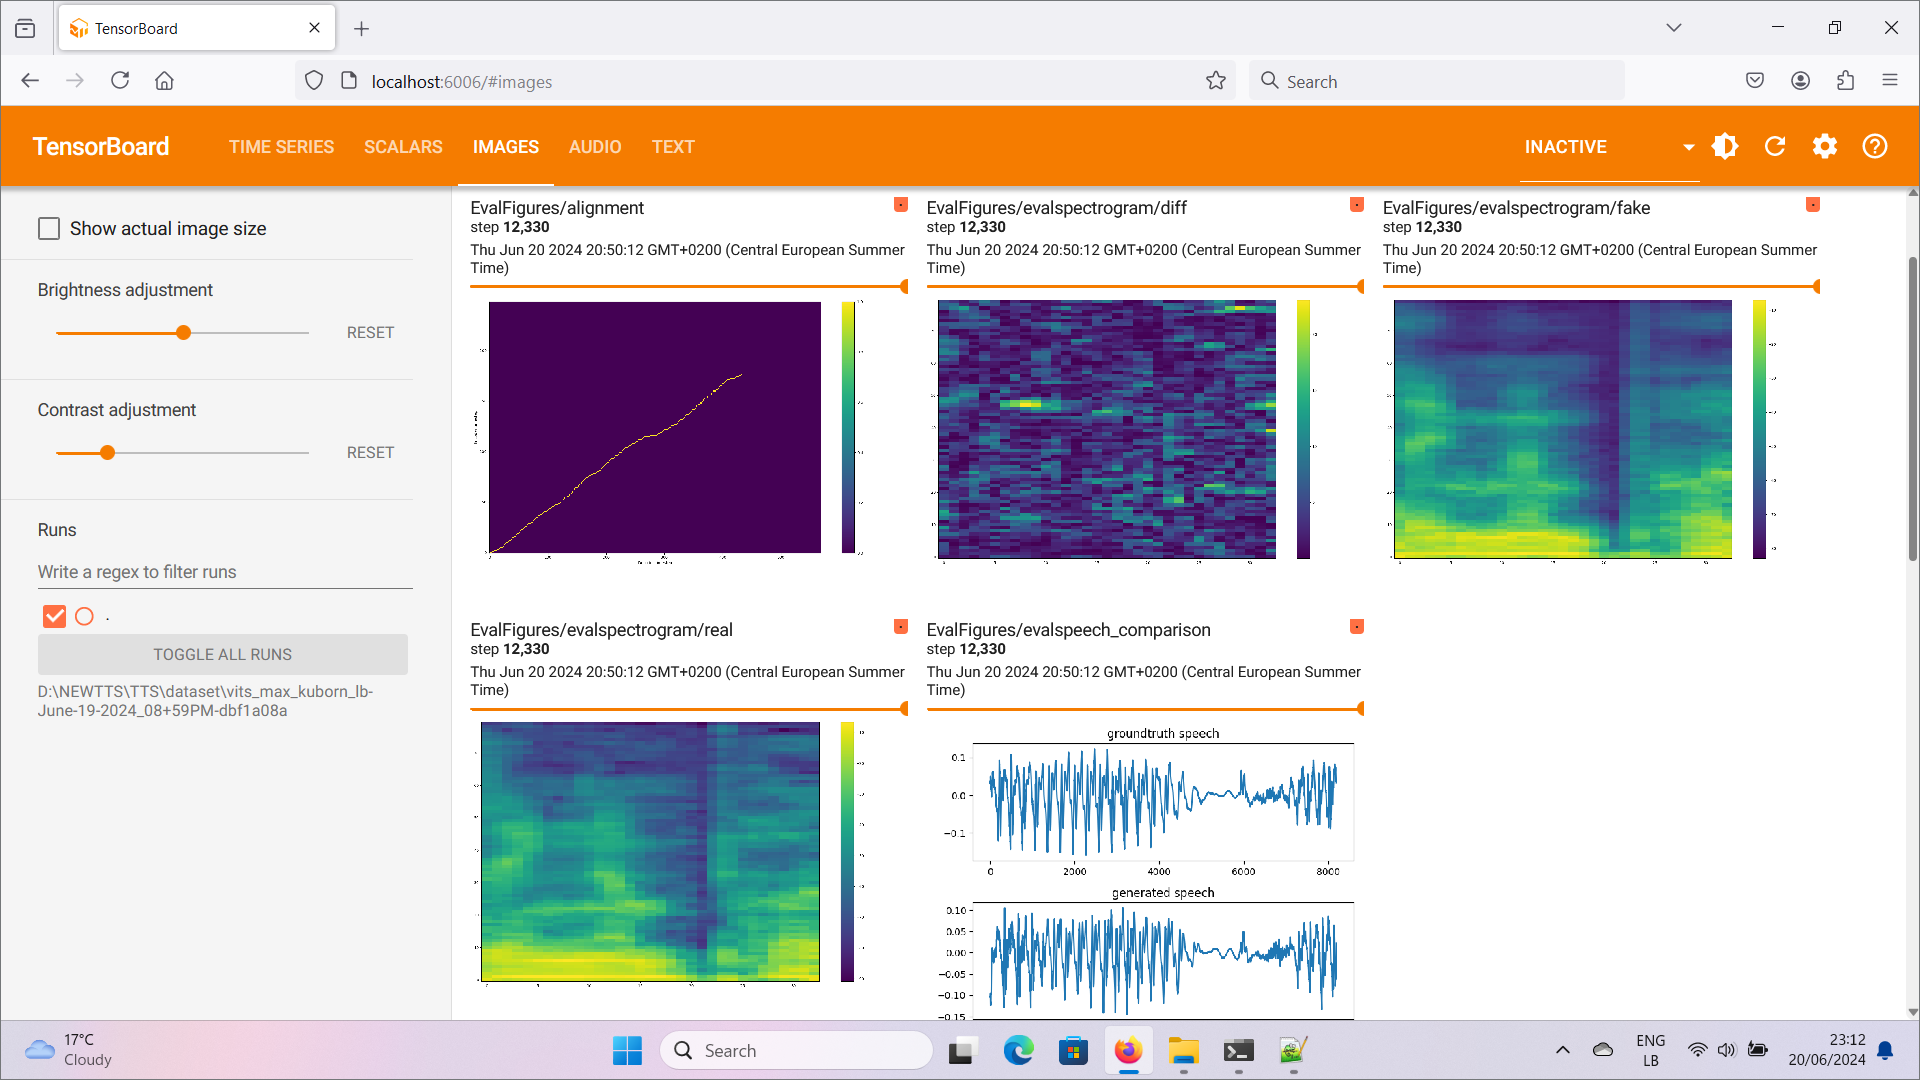 TensorBoard
localhost:6006/#images
Search
TensorBoard
TIME SERIES
SCALARS
IMAGES
AUDIO
TEXT
INACTIVE
Show actual image size
Brightness adjustment
RESET
Contrast adjustment
RESET
Runs
Write a regex to filter runs
.
TOGGLE ALL RUNS
D:\NEWTTS\TTS\dataset\vits_max_kuborn_lb-
June-19-2024_08+59PM-dbf1a08a
EvalFigures/alignment
step 12,330
Thu Jun 20 2024 20:50:12 GMT+0200 (Central European Summer
Time)
EvalFigures/evalspectrogram/diff
step 12,330
Thu Jun 20 2024 20:50:12 GMT+0200 (Central European Summer
Time)
EvalFigures/evalspectrogram/fake
step 12,330
Thu Jun 20 2024 20:50:12 GMT+0200 (Central European Summer
Time)
EvalFigures/evalspectrogram/real
step 12,330
Thu Jun 20 2024 20:50:12 GMT+0200 (Central European Summer
Time)
EvalFigures/evalspeech_comparison
step 12,330
Thu Jun 20 2024 20:50:12 GMT+0200 (Central European Summer
Time)
groundtruth speech
0.1
0.0
−0.1
0 2000 4000 6000 8000
generated speech
0.10
0.05
0.00
−0.05
−0.10
−0.15
17°C
Cloudy
Search
ENG
LB
23:12
20/06/2024